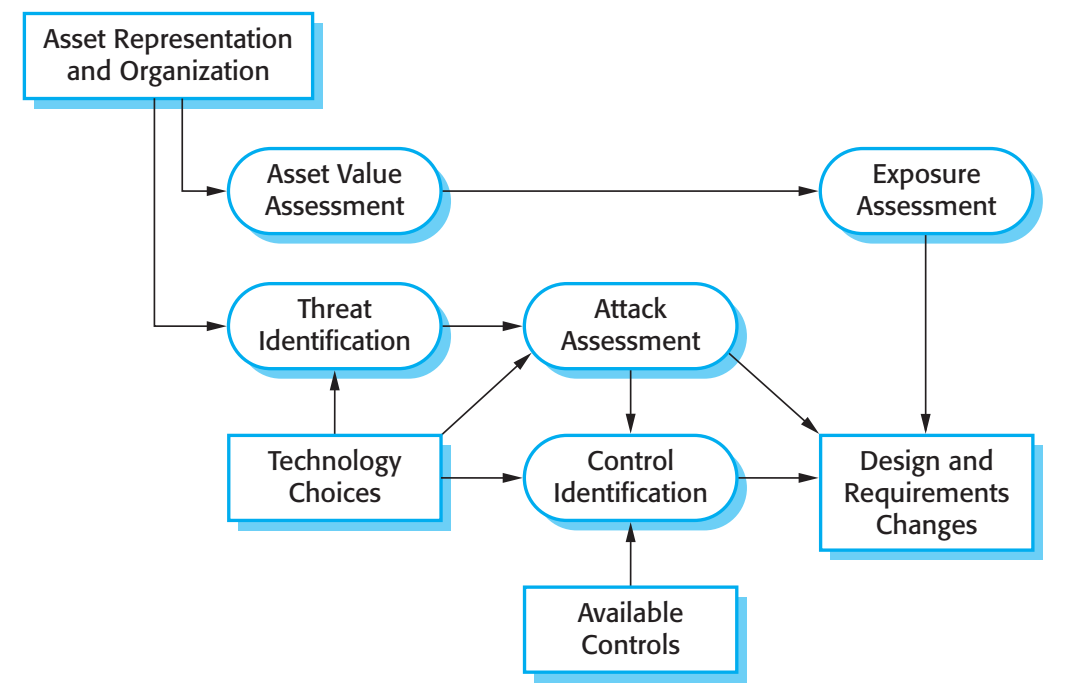 Asset Representation
and Organization
Asset Value
Assessment
Exposure
Assessment
Threat
Identification
Attack
Assessment
Technology
Choices
Control
Identification
Design and
Requirements
Changes
Available
Controls